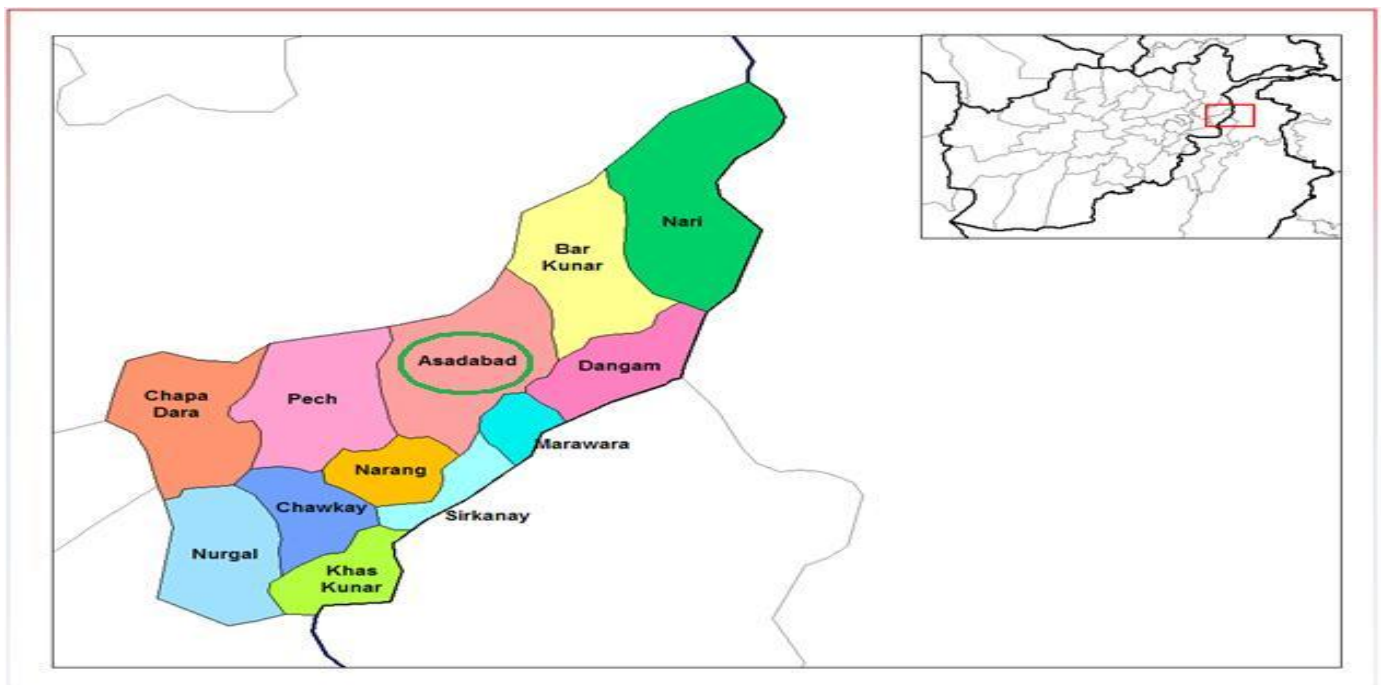 Nari
Bar
Kunar
Asadabad
Dangam
Chapa
Dara
Pech
Marawara
Narang
Chawkay
Sirkanay
Nurgal
Khas
Kunar